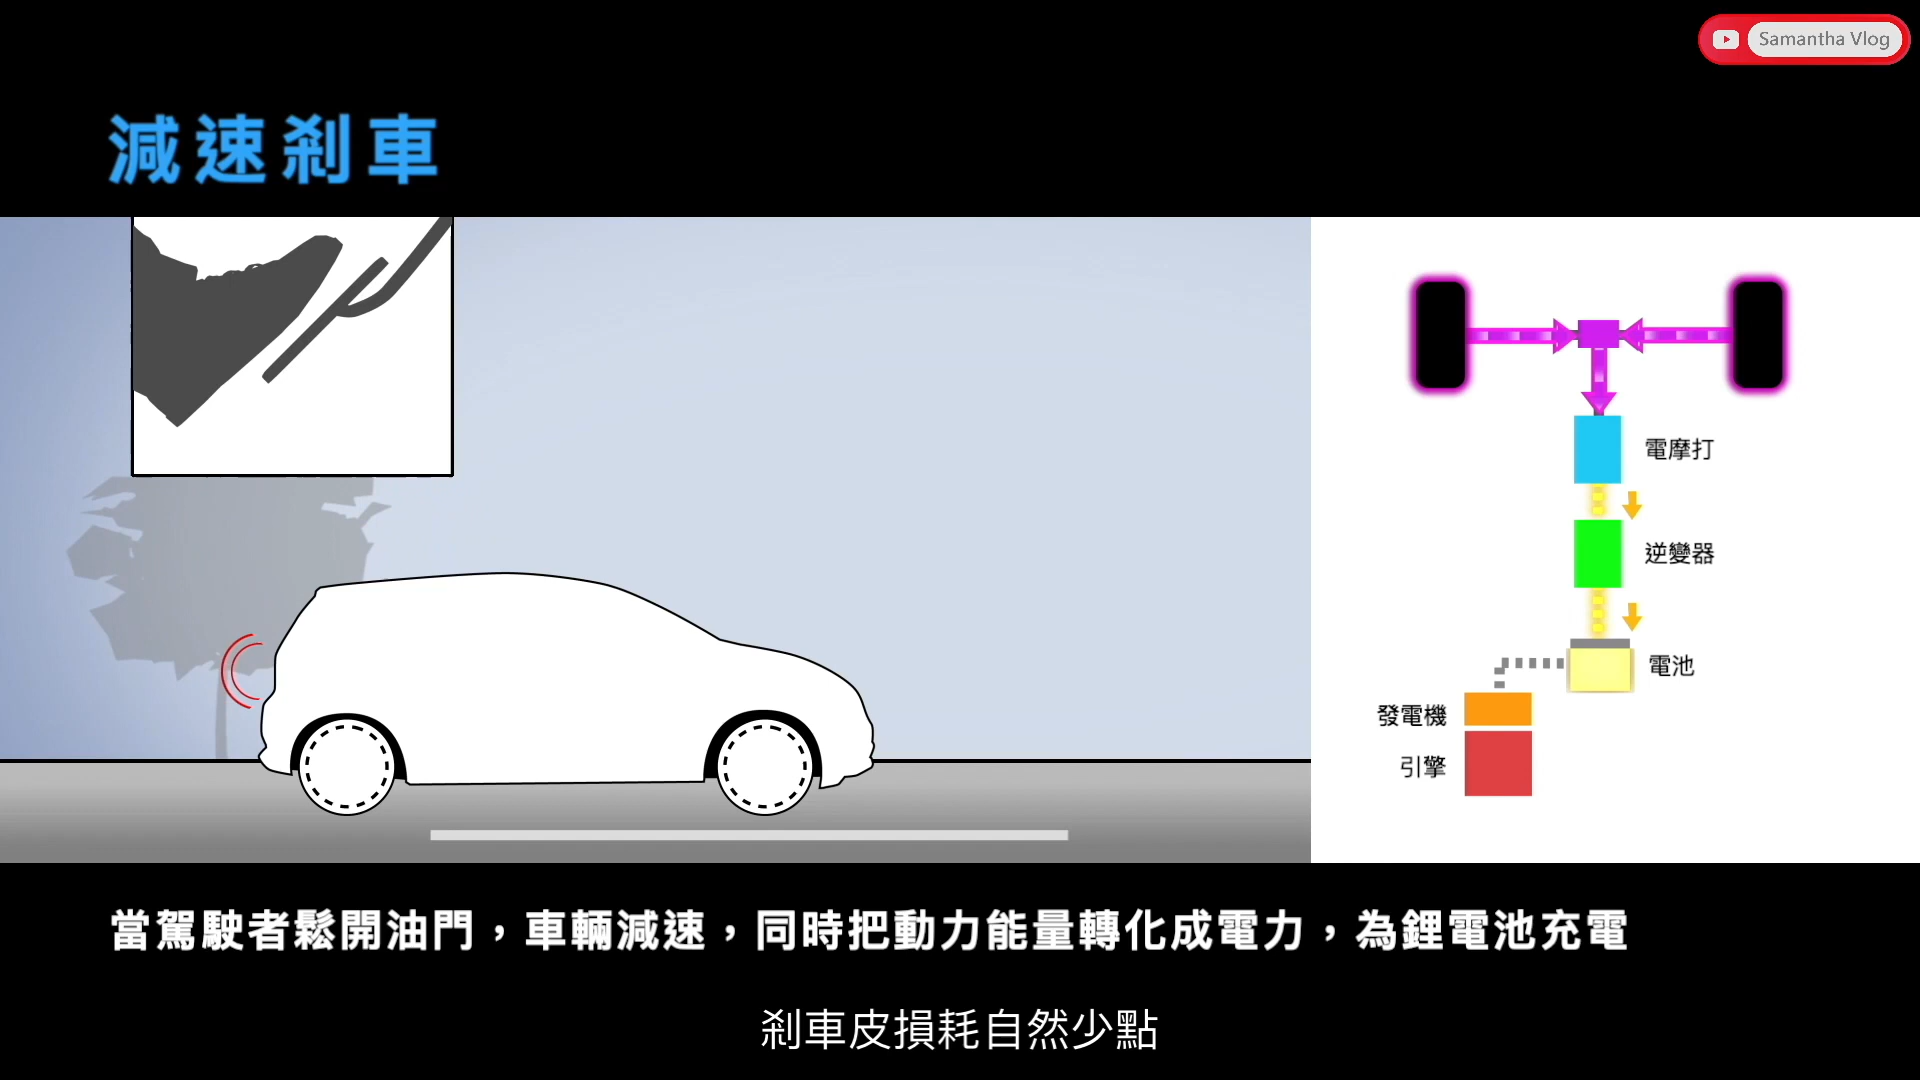 Samantha Vlog
減速剎車
電摩打
逆變器
電池
發電機
引擎
當駕駛者鬆開油門，車輛減速，同時把動力能量轉化成電力，為鋰電池充電
剎車皮損耗自然少點